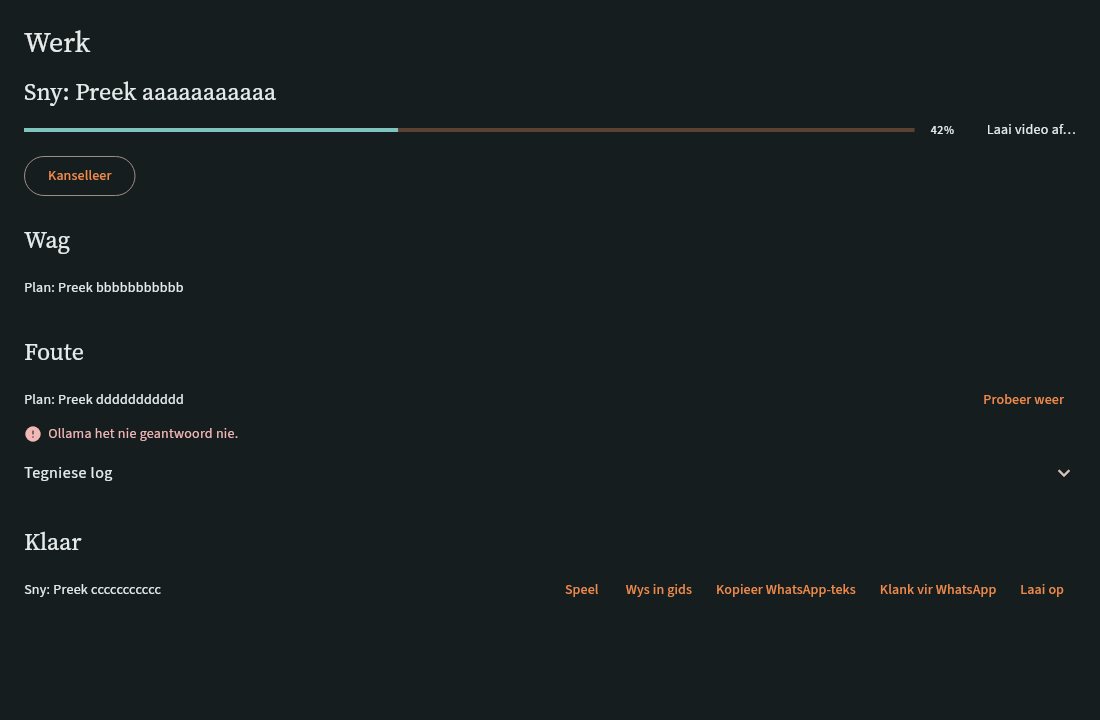 Werk
Sny: Preek aaaaaaaaaaa
42% Laai video af...
Kanselleer
Wag
Plan: Preek bbbbbbbbbbb
Foute
Plan: Preek ddddddddddd Probeer weer
Ollama het nie geantwoord nie.
Tegniese log
Klaar
Sny: Preek ccccccccccc Speel Wys in gids Kopieer WhatsApp-teks Klank vir WhatsApp Laai op